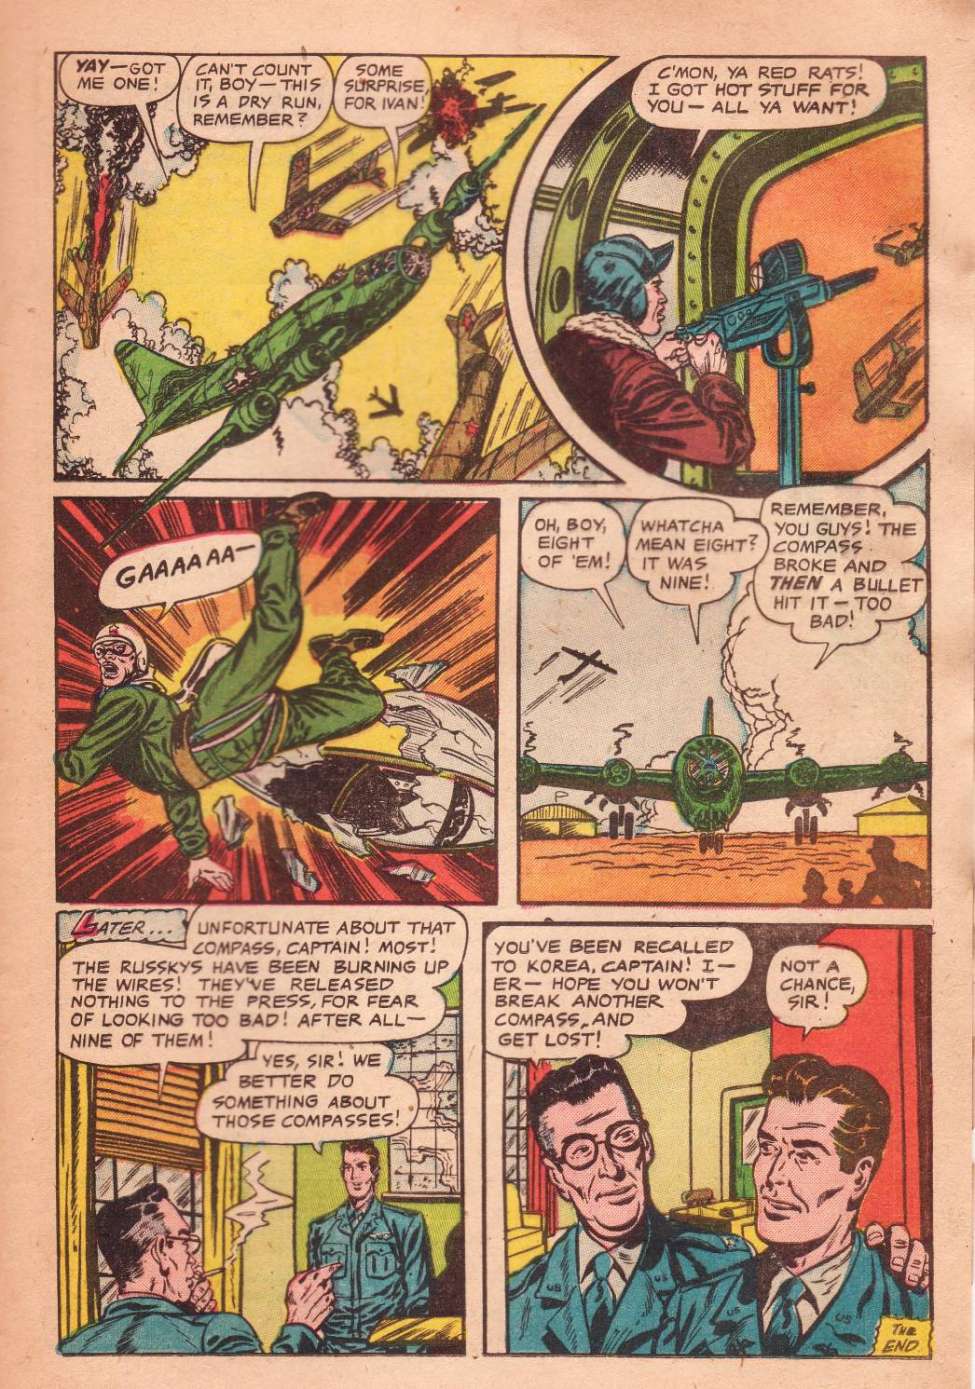 YAY—GOT
ME ONE!
CAN'T COUNT
IT, BOY—THIS
IS A DRY RUN,
REMEMBER?
SOME
SURPRISE,
FOR IVAN!
C'MON, YA RED RATS!
I GOT HOT STUFF FOR
YOU—ALL YA WANT!
GAAAAAA—
OH, BOY,
EIGHT
OF 'EM!
WHATCHA
MEAN EIGHT?
IT WAS
NINE!
REMEMBER,
YOU GUYS! THE
COMPASS
BROKE AND
THEN A BULLET
HIT IT—TOO
BAD!
LATER...
UNFORTUNATE ABOUT THAT
COMPASS, CAPTAIN! MOST!
THE RUSSKYS HAVE BEEN BURNING UP
THE WIRES! THEY'VE RELEASED
NOTHING TO THE PRESS, FOR FEAR
OF LOOKING TOO BAD! AFTER ALL—
NINE OF THEM!
YES, SIR! WE
BETTER DO
SOMETHING ABOUT
THOSE COMPASSES!
YOU'VE BEEN RECALLED
TO KOREA, CAPTAIN! I—
ER—HOPE YOU WON'T
BREAK ANOTHER
COMPASS, AND
GET LOST!
NOT A
CHANCE,
SIR!
US
US
US
THE
END